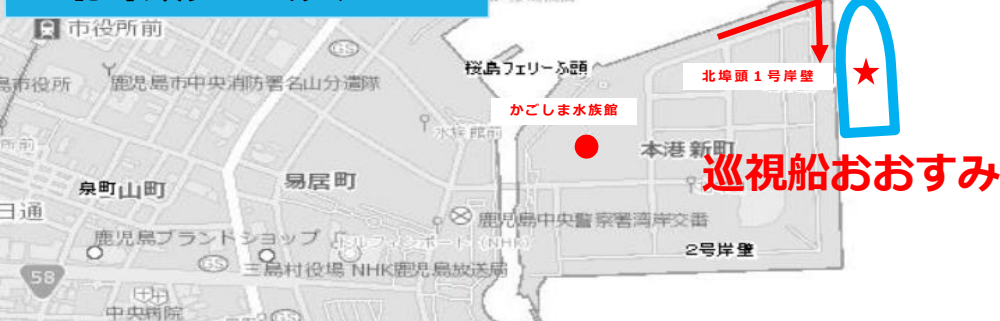 市役所前
桜島フェリーふ頭
北埠頭1号岸壁
鹿児島市中央消防署名山分遣隊
島市役所
かごしま水族館
水族館前
本港新町
巡視船おおすみ
易居町
泉町
山町
日通
鹿児島中央警察署湾岸交番
鹿児島ブランドショップ
ドルフィンポート(NHK)
2号岸壁
三島村役場
NHK鹿児島放送局
58
GS
GS
GS
中央病院